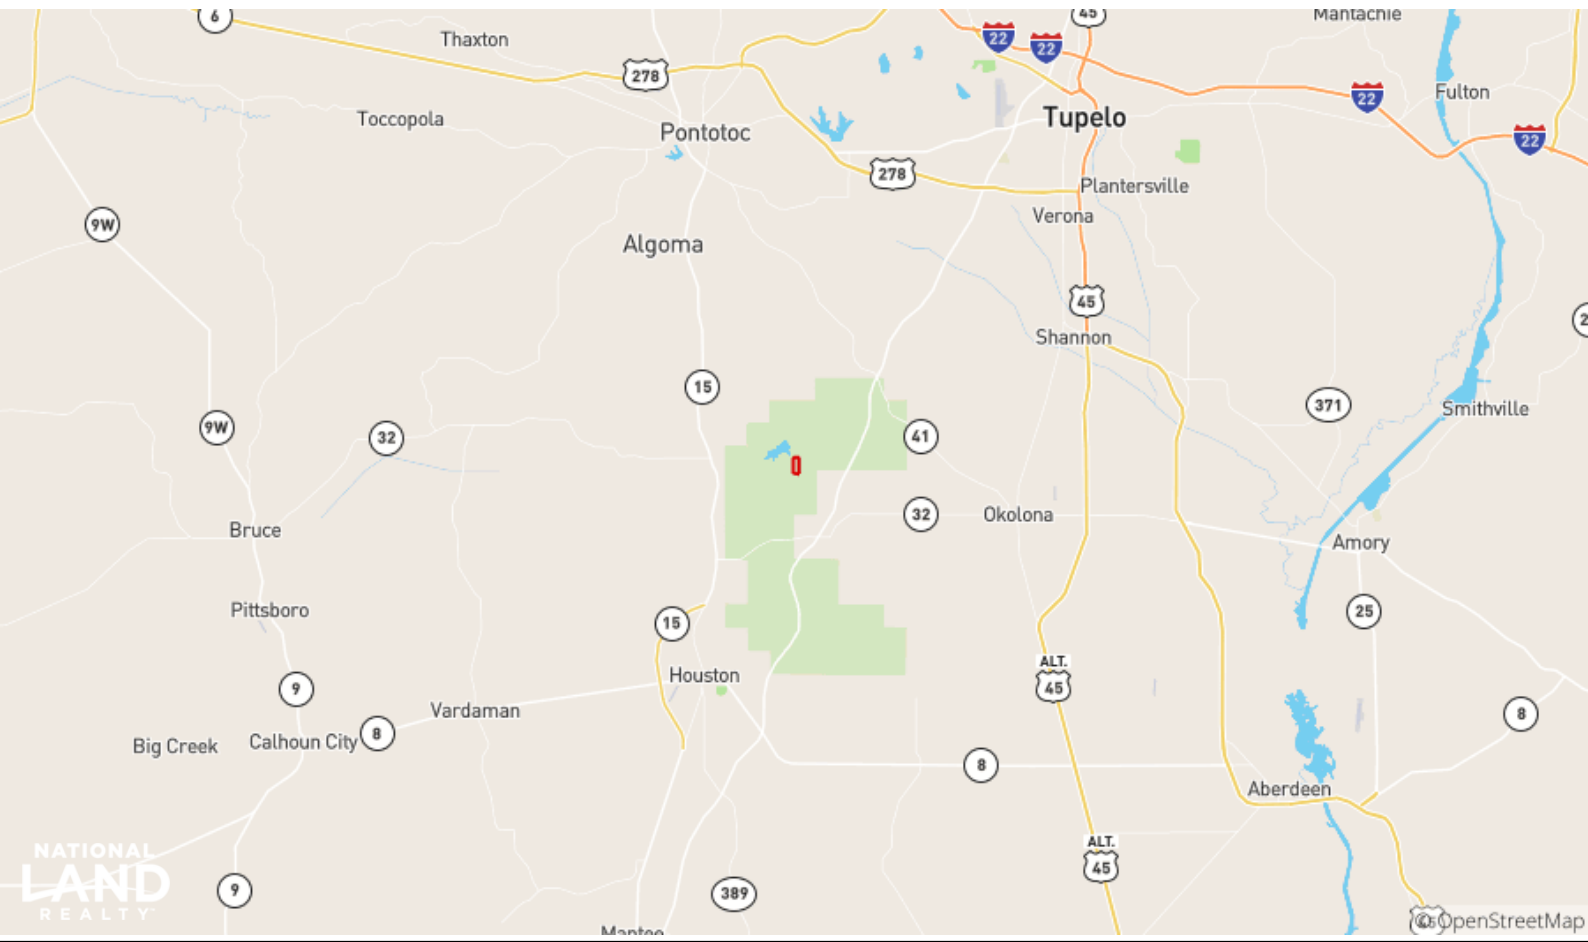 6
Thaxton
45
Mantachie
22
22
278
Toccopola
Pontotoc
Tupelo
22
Fulton
22
278
Plantersville
9W
Verona
Algoma
45
Shannon
15
371
Smithville
9W
32
41
32
Okolona
Bruce
Amory
Pittsboro
15
25
Houston
ALT.
45
9
Vardaman
8
8
Big Creek
Calhoun City
8
Aberdeen
NATIONAL
LAND
REALTY
ALT.
45
9
389
Mantee
45
© OpenStreetMap